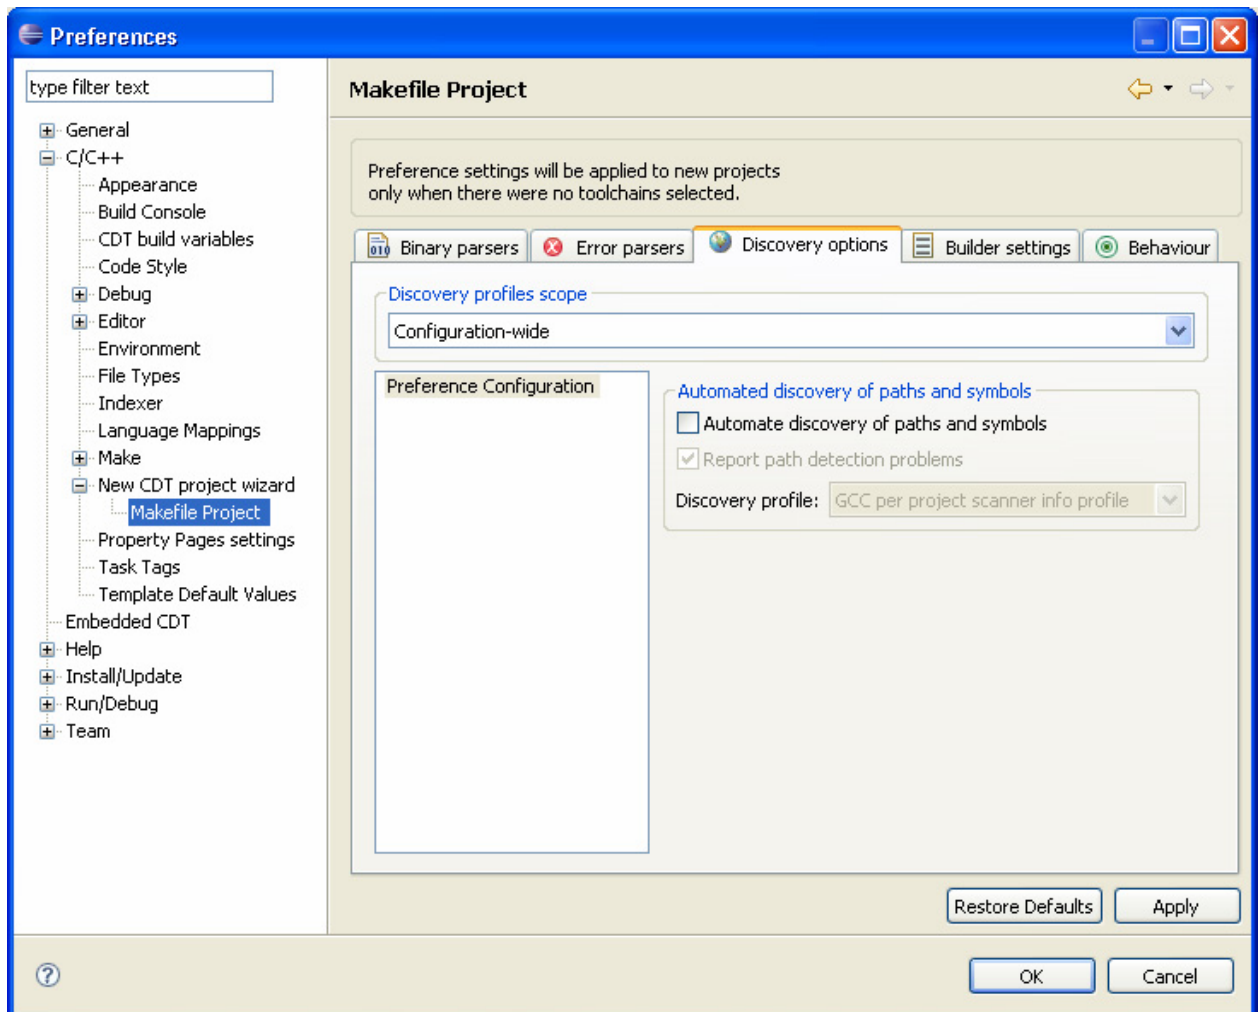 Preferences
type filter text
General
C/C++
Appearance
Build Console
CDT build variables
Code Style
Debug
Editor
Environment
File Types
Indexer
Language Mappings
Make
New CDT project wizard
Makefile Project
Property Pages settings
Task Tags
Template Default Values
Embedded CDT
Help
Install/Update
Run/Debug
Team
Makefile Project
Preference settings will be applied to new projects
only when there were no toolchains selected.
010 Binary parsers Error parsers Discovery options Builder settings Behaviour
Discovery profiles scope
Configuration-wide
Preference Configuration
Automated discovery of paths and symbols
Automate discovery of paths and symbols
Report path detection problems
Discovery profile: GCC per project scanner info profile
Restore Defaults Apply
? OK Cancel